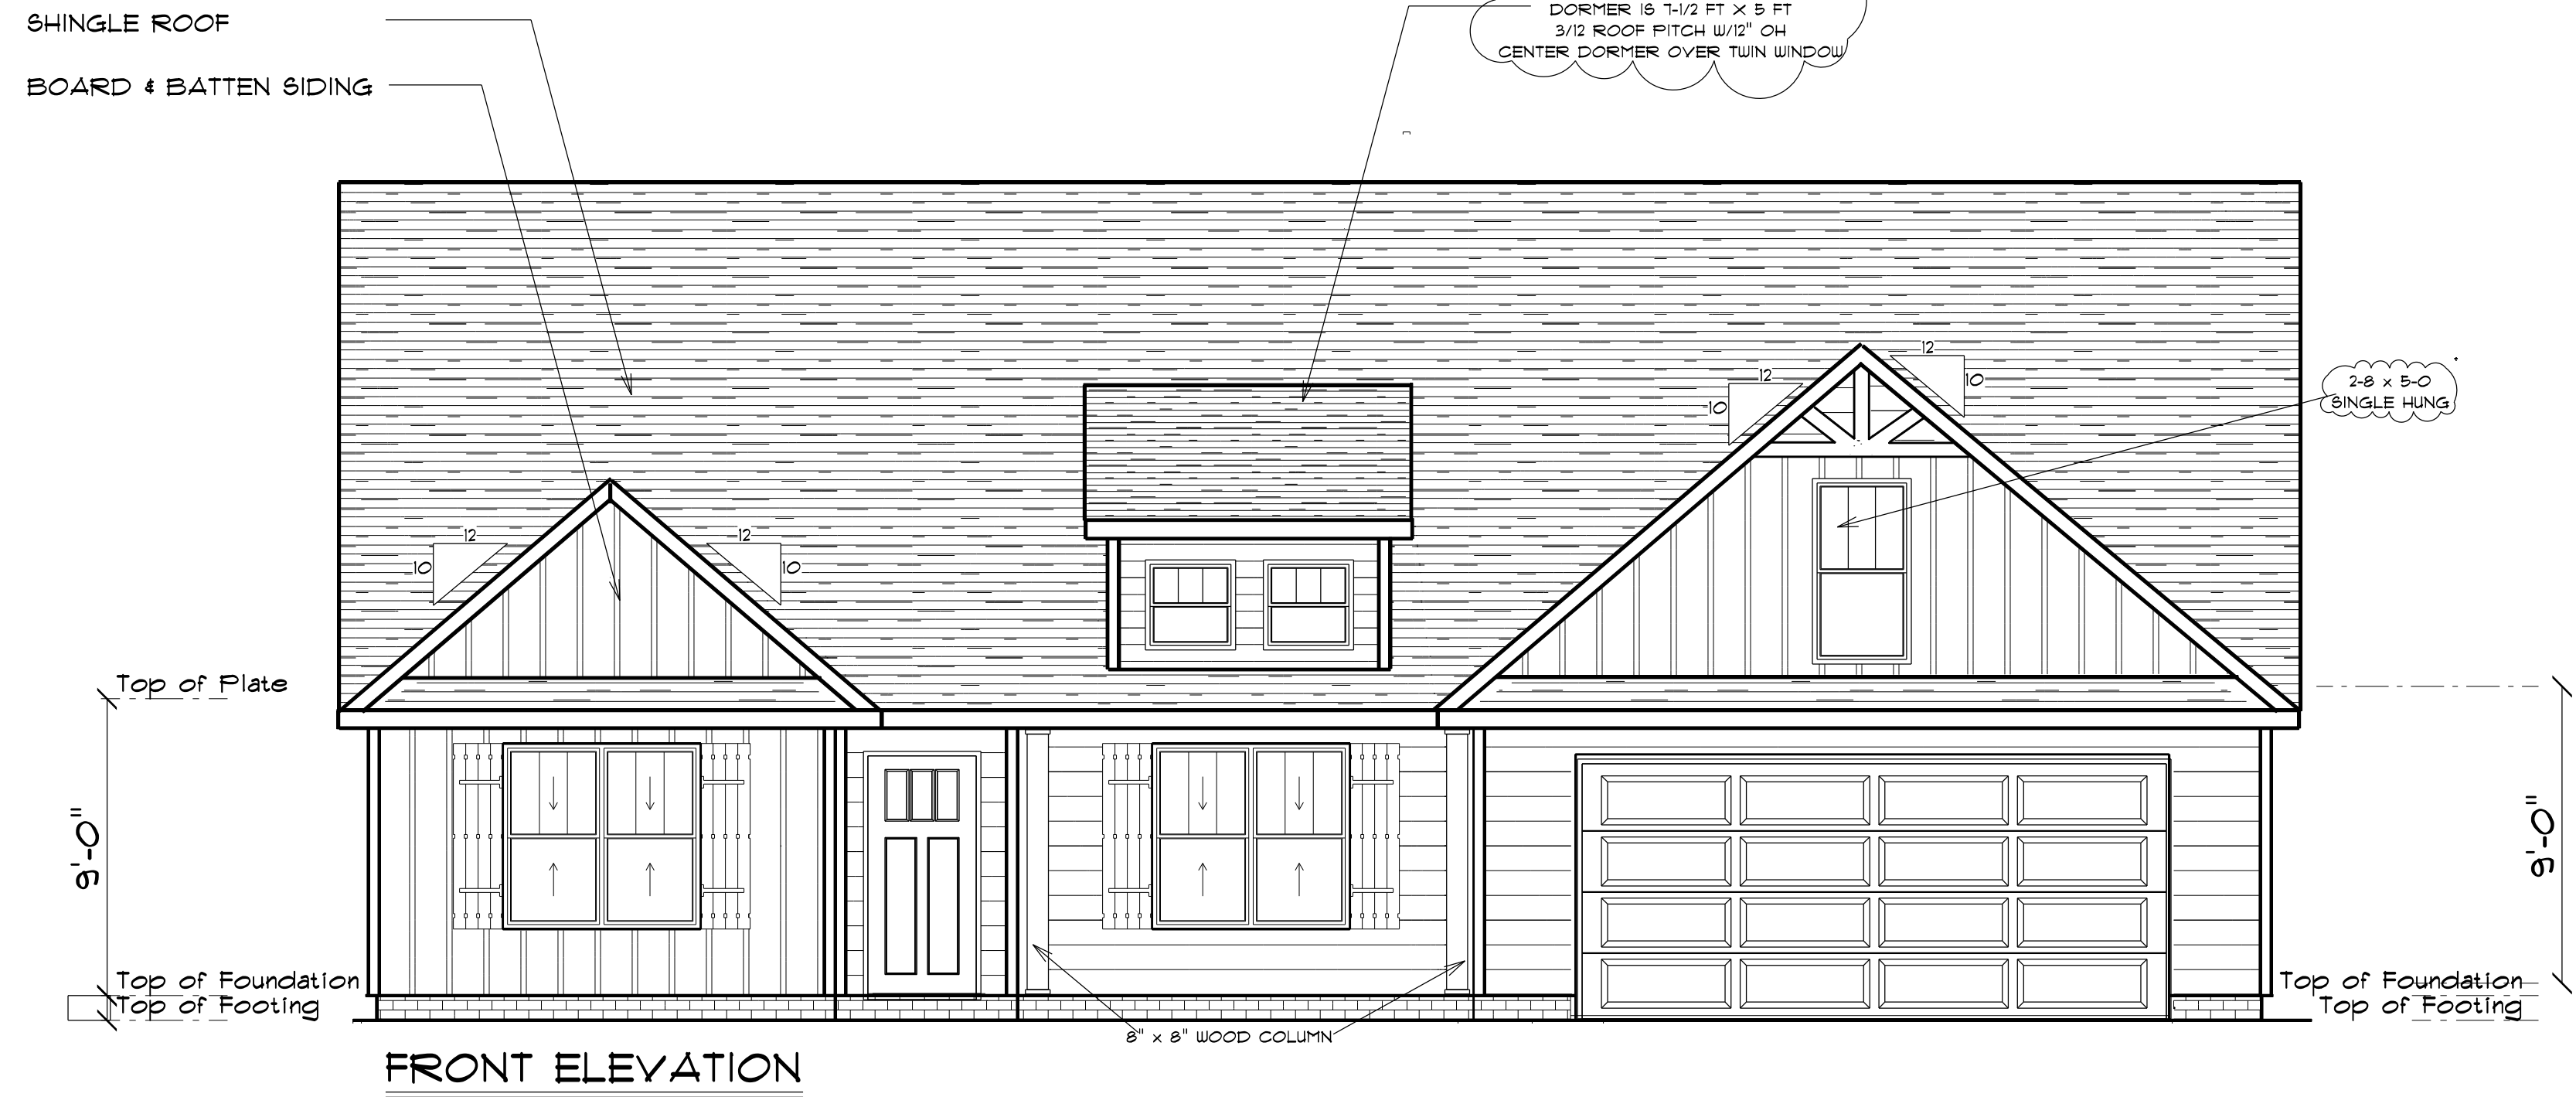 SHINGLE ROOF
BOARD & BATTEN SIDING
DORMER IS 7-1/2 FT X 5 FT
3/12 ROOF PITCH W/12" OH
CENTER DORMER OVER TWIN WINDOW
12
10
12
10
2-8 x 5-0
SINGLE HUNG
12
10
12
10
Top of Plate
9'-0"
9'-0"
Top of Foundation
Top of Footing
Top of Foundation
Top of Footing
8" x 8" WOOD COLUMN
FRONT ELEVATION